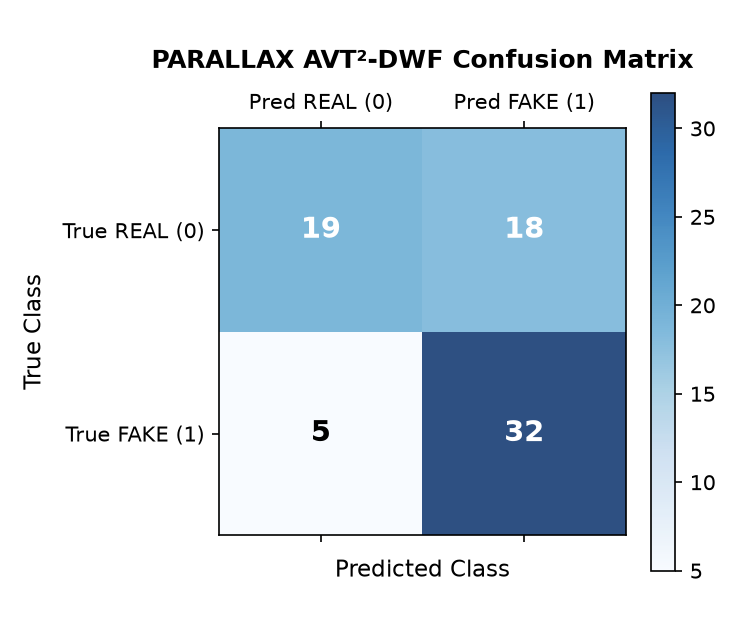 PARALLAX AVT²-DWF Confusion Matrix
Pred REAL (0) Pred FAKE (1)
True REAL (0) 19 18
True FAKE (1) 5 32
True Class
Predicted Class
30
25
20
15
10
5